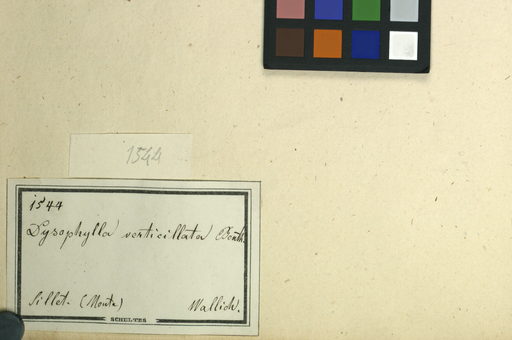 1544
1544
Dysophylla verticillata Benth.
Sillet. (Monte)
Wallich.
SCHULTES